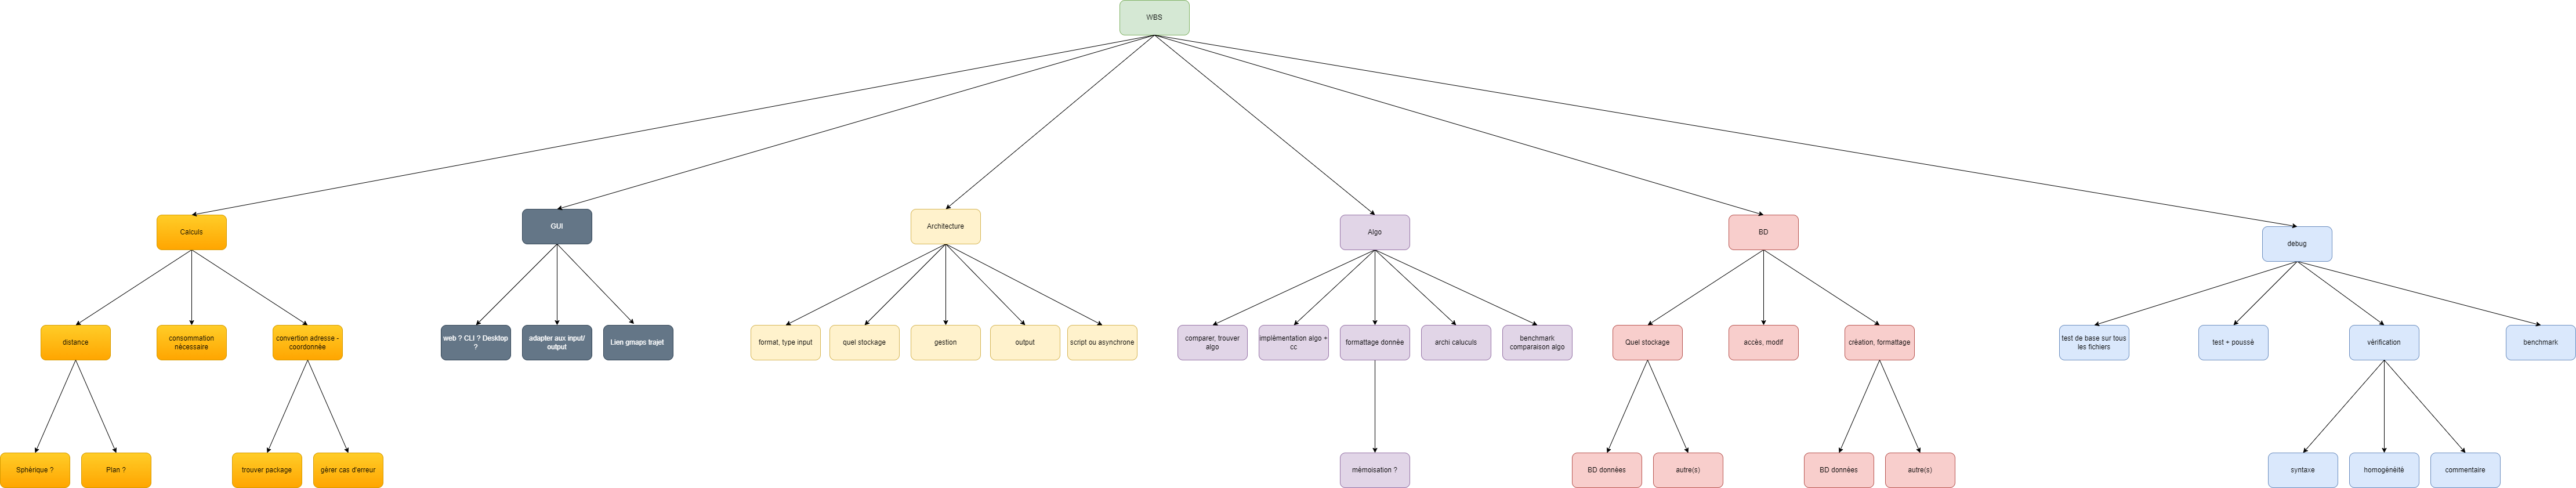 WBS
Calculs
GUI
Architecture
Algo
BD
debug
distance
consommation
nécessaire
convertion adresse -
coordonnée
web ? CLI ? Desktop
?
adapter aux input/
output
Lien gmaps trajet
format, type input
quel stockage
gestion
output
script ou asynchrone
comparer, trouver
algo
implémentation algo +
cc
formattage donnée
archi caluculs
benchmark
comparaison algo
Quel stockage
accès, modif
création, formattage
test de base sur tous
les fichiers
test + poussé
vérification
benchmark
Sphérique ?
Plan ?
trouver package
gérer cas d'erreur
mémoisation ?
BD données
autre(s)
BD données
autre(s)
syntaxe
homogénéité
commentaire